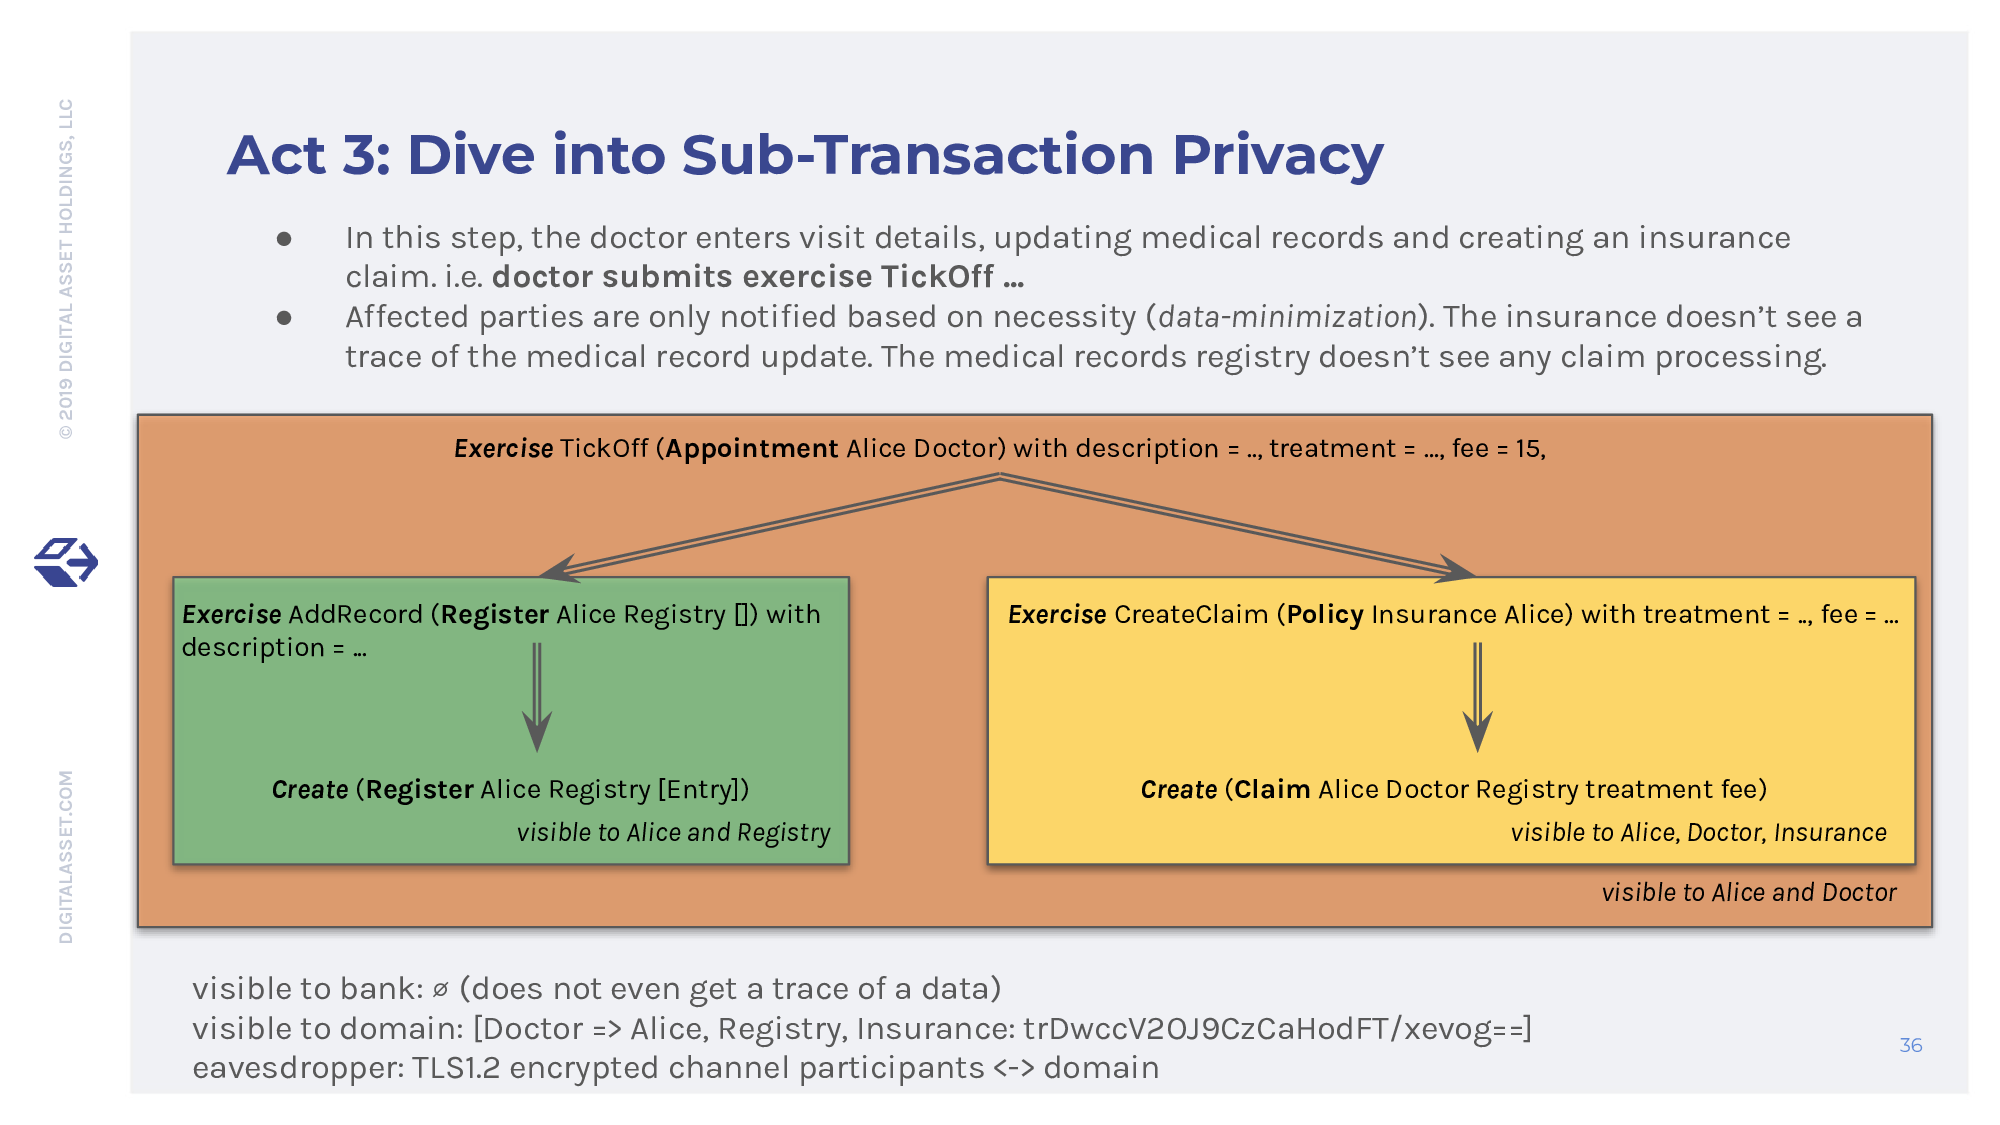 © 2019 DIGITAL ASSET HOLDINGS, LLC
DIGITALASSET.COM
Act 3: Dive into Sub-Transaction Privacy
● In this step, the doctor enters visit details, updating medical records and creating an insurance
claim. i.e. doctor submits exercise TickOff ...
● Affected parties are only notified based on necessity (data-minimization). The insurance doesn't see a
trace of the medical record update. The medical records registry doesn't see any claim processing.
Exercise TickOff (Appointment Alice Doctor) with description = .., treatment = ..., fee = 15,
Exercise AddRecord (Register Alice Registry []) with
description = ...
Create (Register Alice Registry [Entry])
visible to Alice and Registry
Exercise CreateClaim (Policy Insurance Alice) with treatment = .., fee = ...
Create (Claim Alice Doctor Registry treatment fee)
visible to Alice, Doctor, Insurance
visible to Alice and Doctor
visible to bank: ∅ (does not even get a trace of a data)
visible to domain: [Doctor => Alice, Registry, Insurance: trDwccV2OJ9CzCaHodFT/xevog==]
eavesdropper: TLS1.2 encrypted channel participants <-> domain
36